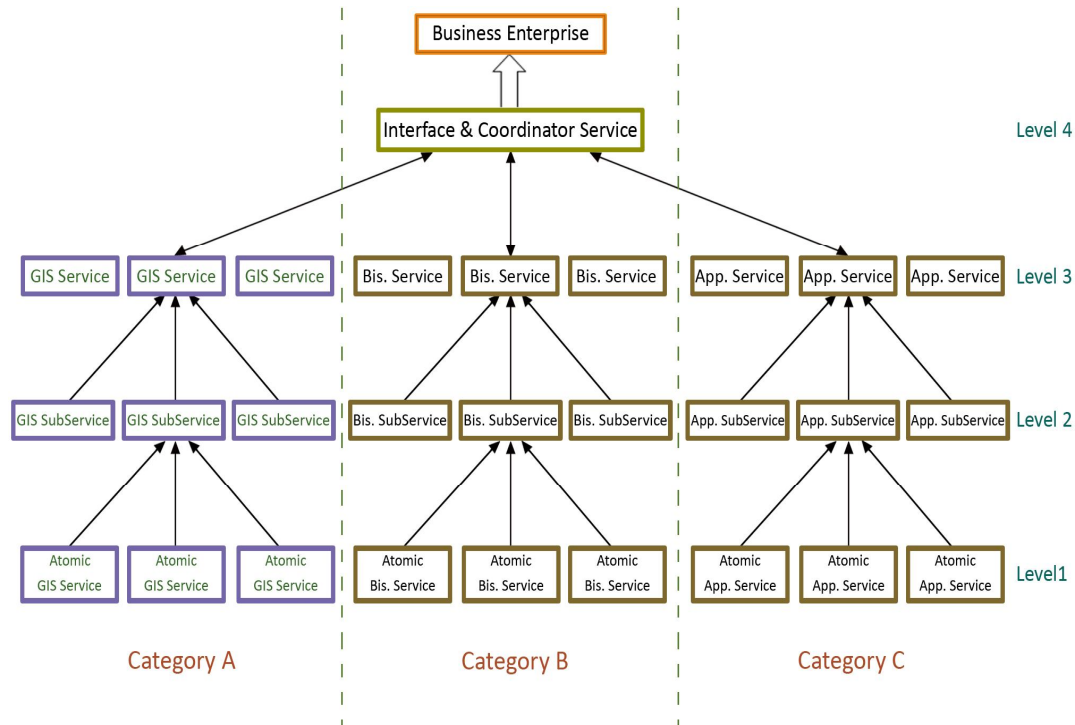 Business Enterprise
Interface & Coordinator Service
Level 4
GIS Service
GIS Service
GIS Service
Bis. Service
Bis. Service
Bis. Service
App. Service
App. Service
App. Service
Level 3
GIS SubService
GIS SubService
GIS SubService
Bis. SubService
Bis. SubService
Bis. SubService
App. SubService
App. SubService
App. SubService
Level 2
Atomic
GIS Service
Atomic
GIS Service
Atomic
GIS Service
Atomic
Bis. Service
Atomic
Bis. Service
Atomic
Bis. Service
Atomic
App. Service
Atomic
App. Service
Atomic
App. Service
Level1
Category A
Category B
Category C